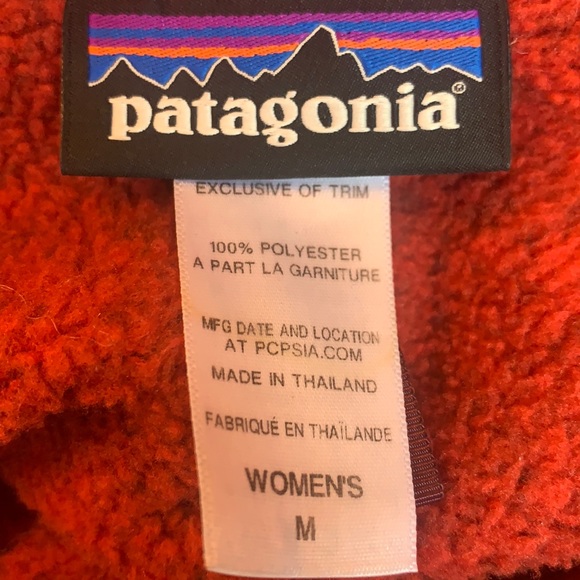 patagonia®
EXCLUSIVE OF TRIM
100% POLYESTER
A PART LA GARNITURE
MFG DATE AND LOCATION
AT PCPSIA.COM
MADE IN THAILAND
FABRIQUÉ EN THAÏLANDE
WOMEN'S
M